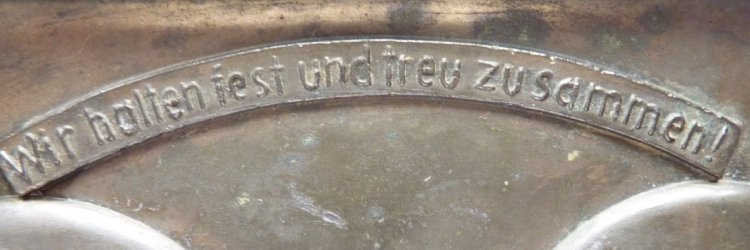 Wir halten fest und treu zusammen!